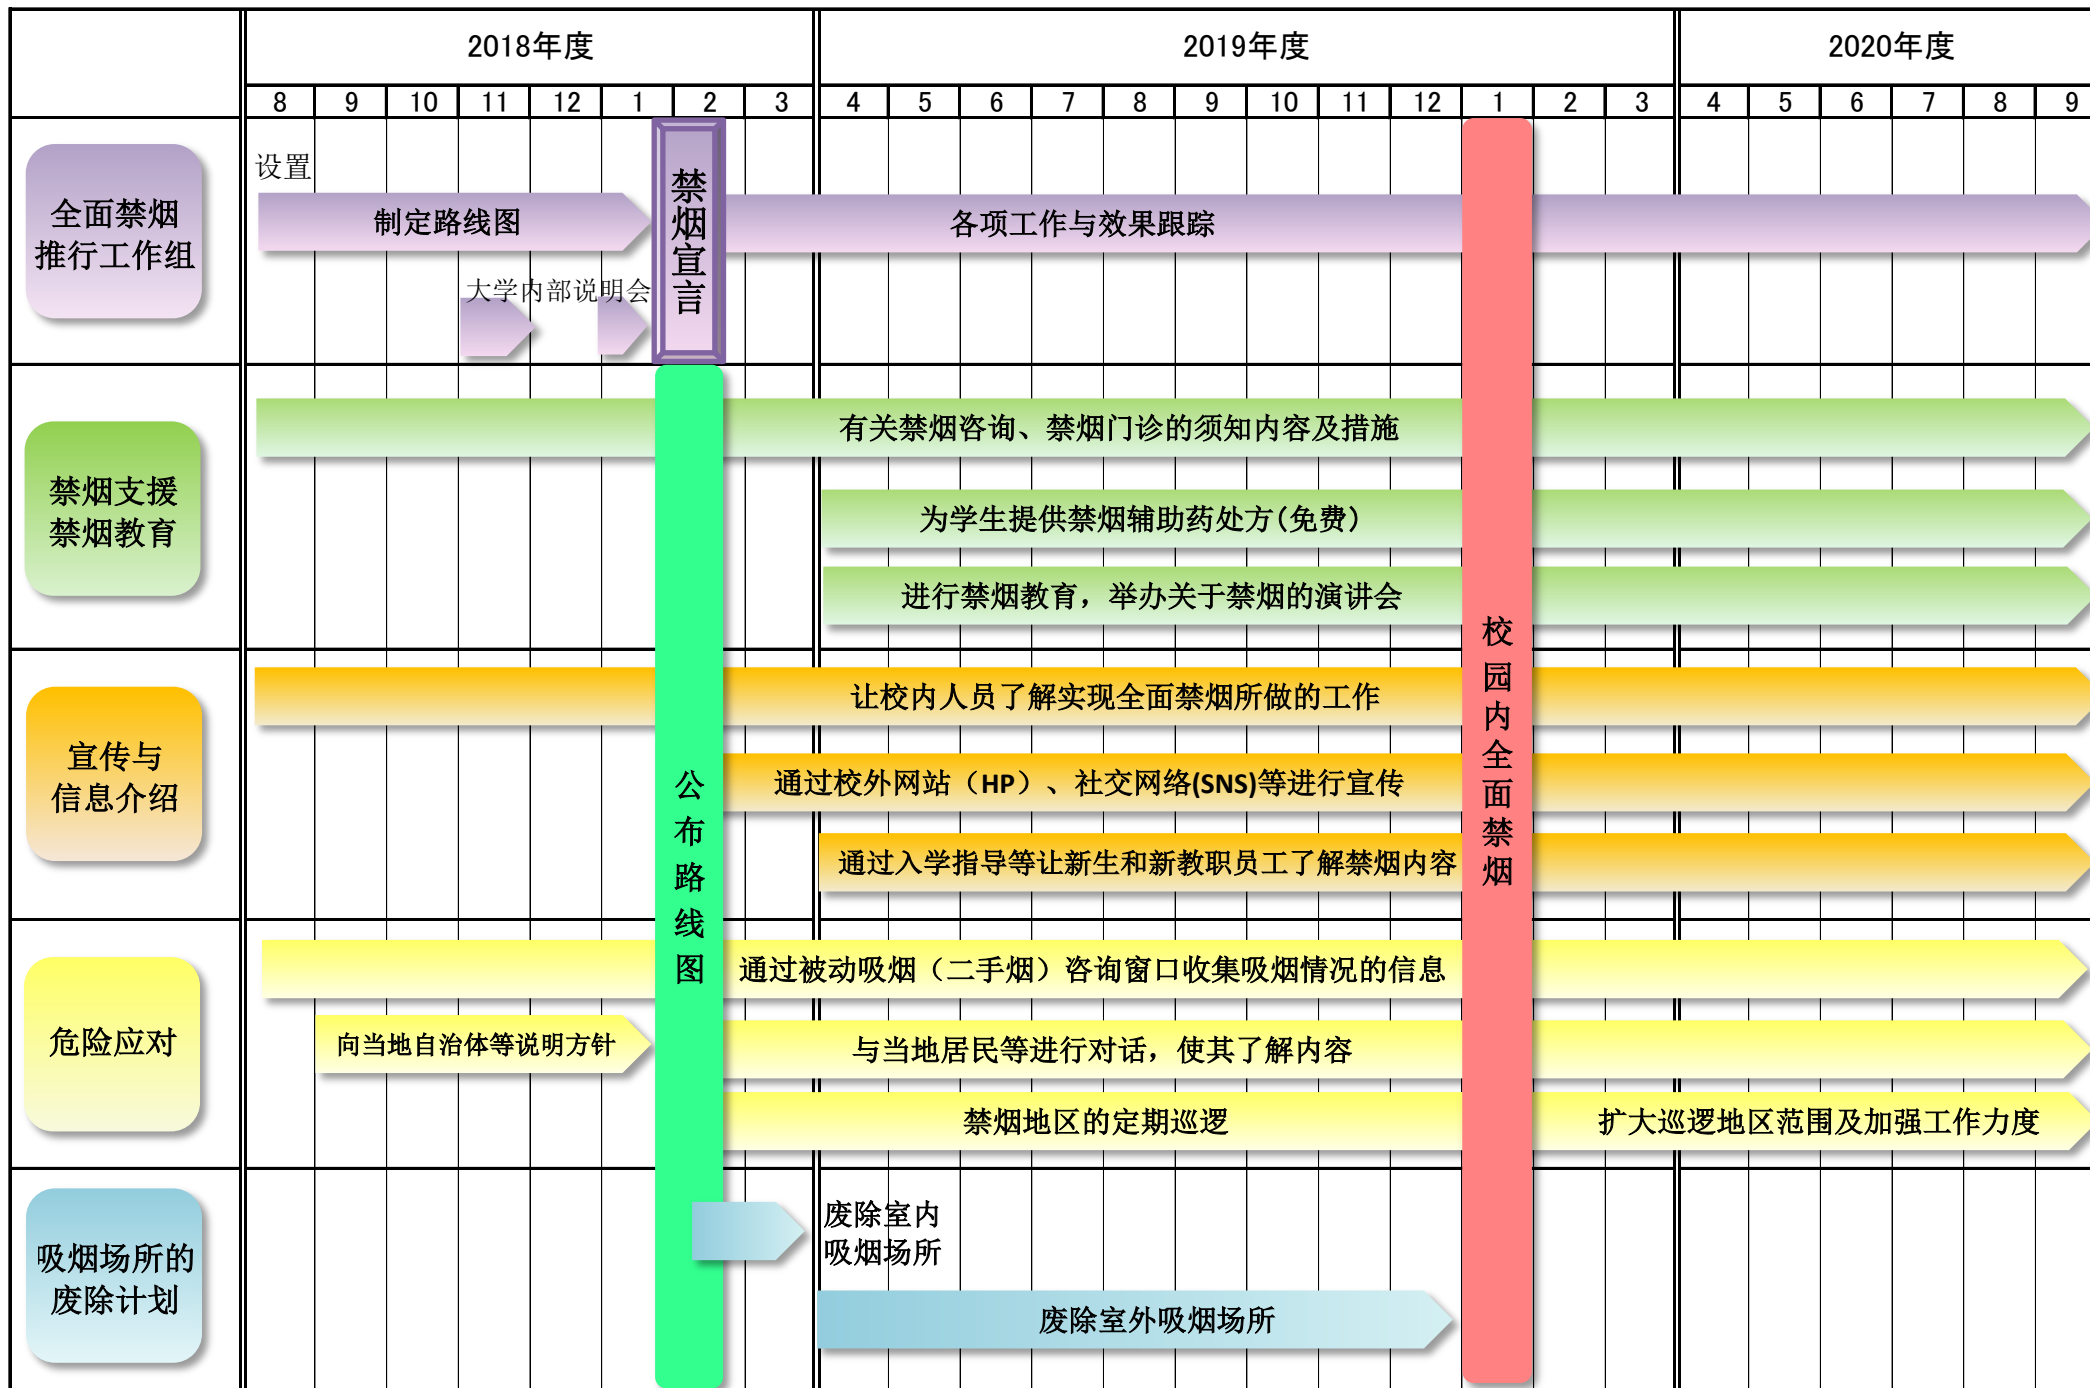 2018年度
2019年度
2020年度
8 9 10 11 12 1 2 3 4 5 6 7 8 9 10 11 12 1 2 3 4 5 6 7 8 9
全面禁烟
推行工作组
设置
制定路线图
大学内部说明会
禁烟宣言
各项工作与效果跟踪
禁烟支援
禁烟教育
有关禁烟咨询、禁烟门诊的须知内容及措施
为学生提供禁烟辅助药处方(免费)
进行禁烟教育，举办关于禁烟的演讲会
宣传与
信息介绍
让校内人员了解实现全面禁烟所做的工作
通过校外网站（HP）、社交网络(SNS)等进行宣传
通过入学指导等让新生和新教职员工了解禁烟内容
公布路线图
校园内全面禁烟
危险应对
通过被动吸烟（二手烟）咨询窗口收集吸烟情况的信息
向当地自治体等说明方针
与当地居民等进行对话，使其了解内容
禁烟地区的定期巡逻
扩大巡逻地区范围及加强工作力度
吸烟场所的
废除计划
废除室内
吸烟场所
废除室外吸烟场所